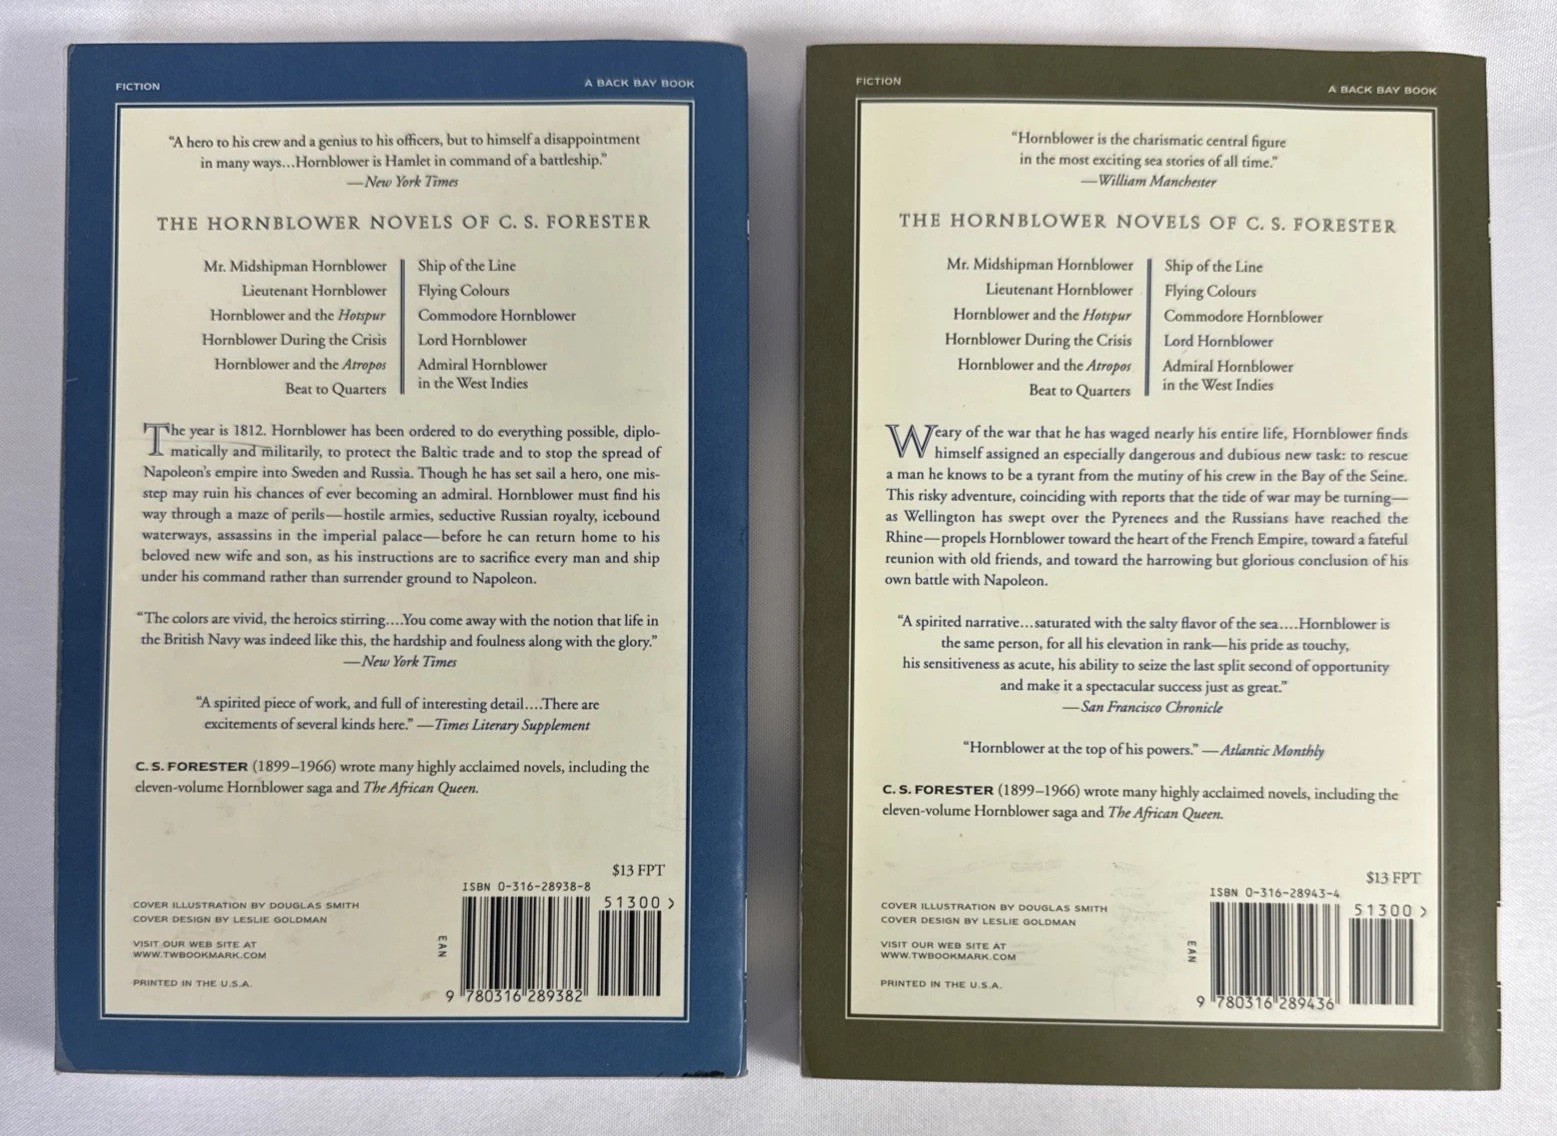 FICTION
A BACK BAY BOOK
“A hero to his crew and a genius to his officers, but to himself a disappointment
in many ways...Hornblower is Hamlet in command of a battleship.”
—New York Times
THE HORNBLOWER NOVELS OF C. S. FORESTER
Mr. Midshipman Hornblower
Lieutenant Hornblower
Hornblower and the Hotspur
Hornblower During the Crisis
Hornblower and the Atropos
Beat to Quarters
Ship of the Line
Flying Colours
Commodore Hornblower
Lord Hornblower
Admiral Hornblower
in the West Indies
The year is 1812. Hornblower has been ordered to do everything possible, diplo-
matically and militarily, to protect the Baltic trade and to stop the spread of
Napoleon’s empire into Sweden and Russia. Though he has set sail a hero, one mis-
step may ruin his chances of ever becoming an admiral. Hornblower must find his
way through a maze of perils—hostile armies, seductive Russian royalty, icebound
waterways, assassins in the imperial palace—before he can return home to his
beloved new wife and son, as his instructions are to sacrifice every man and ship
under his command rather than surrender ground to Napoleon.
“The colors are vivid, the heroics stirring....You come away with the notion that life in
the British Navy was indeed like this, the hardship and foulness along with the glory.”
—New York Times
“A spirited piece of work, and full of interesting detail....There are
excitements of several kinds here.” —Times Literary Supplement
C. S. FORESTER (1899–1966) wrote many highly acclaimed novels, including the
eleven-volume Hornblower saga and The African Queen.
$13 FPT
ISBN 0-316-28938-8
51300 >
COVER ILLUSTRATION BY DOUGLAS SMITH
COVER DESIGN BY LESLIE GOLDMAN
VISIT OUR WEB SITE AT
WWW.TWBOOKMARK.COM
PRINTED IN THE U.S.A.
EAN
9 780316 289382
FICTION
A BACK BAY BOOK
“Hornblower is the charismatic central figure
in the most exciting sea stories of all time.”
—William Manchester
THE HORNBLOWER NOVELS OF C. S. FORESTER
Mr. Midshipman Hornblower
Lieutenant Hornblower
Hornblower and the Hotspur
Hornblower During the Crisis
Hornblower and the Atropos
Beat to Quarters
Ship of the Line
Flying Colours
Commodore Hornblower
Lord Hornblower
Admiral Hornblower
in the West Indies
Weary of the war that he has waged nearly his entire life, Hornblower finds
himself assigned an especially dangerous and dubious new task: to rescue
a man he knows to be a tyrant from the mutiny of his crew in the Bay of the Seine.
This risky adventure, coinciding with reports that the tide of war may be turning—
as Wellington has swept over the Pyrenees and the Russians have reached the
Rhine—propels Hornblower toward the heart of the French Empire, toward a fateful
reunion with old friends, and toward the harrowing but glorious conclusion of his
own battle with Napoleon.
“A spirited narrative...saturated with the salty flavor of the sea....Hornblower is
the same person, for all his elevation in rank—his pride as touchy,
his sensitiveness as acute, his ability to seize the last split second of opportunity
and make it a spectacular success just as great.”
—San Francisco Chronicle
“Hornblower at the top of his powers.” —Atlantic Monthly
C. S. FORESTER (1899–1966) wrote many highly acclaimed novels, including the
eleven-volume Hornblower saga and The African Queen.
$13 FPT
ISBN 0-316-28943-4
51300 >
COVER ILLUSTRATION BY DOUGLAS SMITH
COVER DESIGN BY LESLIE GOLDMAN
VISIT OUR WEB SITE AT
WWW.TWBOOKMARK.COM
PRINTED IN THE U.S.A.
EAN
9 780316 289436